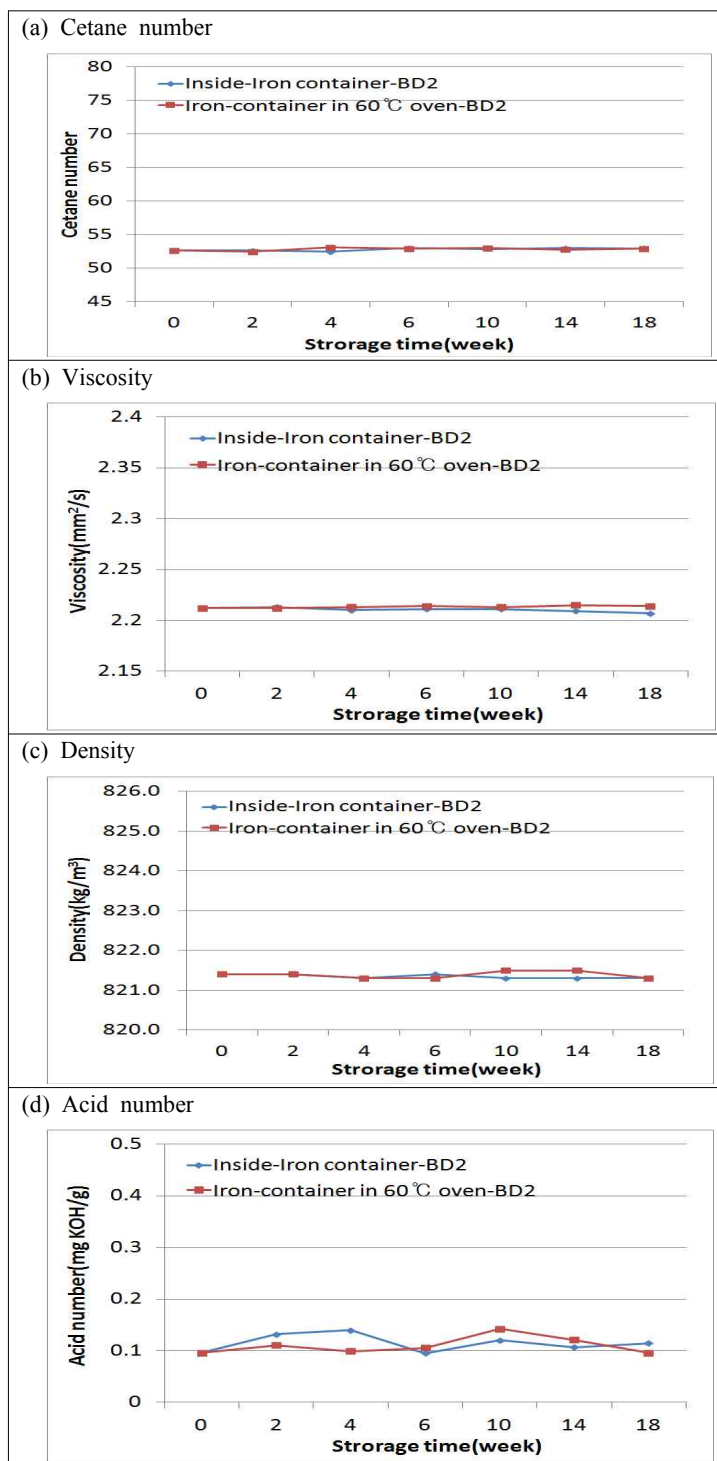 (a) Cetane number
80
75
70
65
60
55
50
45
Cetane number
Inside-Iron container-BD2
Iron-container in 60℃ oven-BD2
0 2 4 6 10 14 18
Strorage time(week)
(b) Viscosity
2.4
2.35
2.3
2.25
2.2
2.15
Viscosity(mm²/s)
Inside-Iron container-BD2
Iron-container in 60℃ oven-BD2
0 2 4 6 10 14 18
Strorage time(week)
(c) Density
826.0
825.0
824.0
823.0
822.0
821.0
820.0
Density(kg/m³)
Inside-Iron container-BD2
Iron-container in 60℃ oven-BD2
0 2 4 6 10 14 18
Strorage time(week)
(d) Acid number
0.5
0.4
0.3
0.2
0.1
0
Acid number(mg KOH/g)
Inside-Iron container-BD2
Iron-container in 60℃ oven-BD2
0 2 4 6 10 14 18
Strorage time(week)